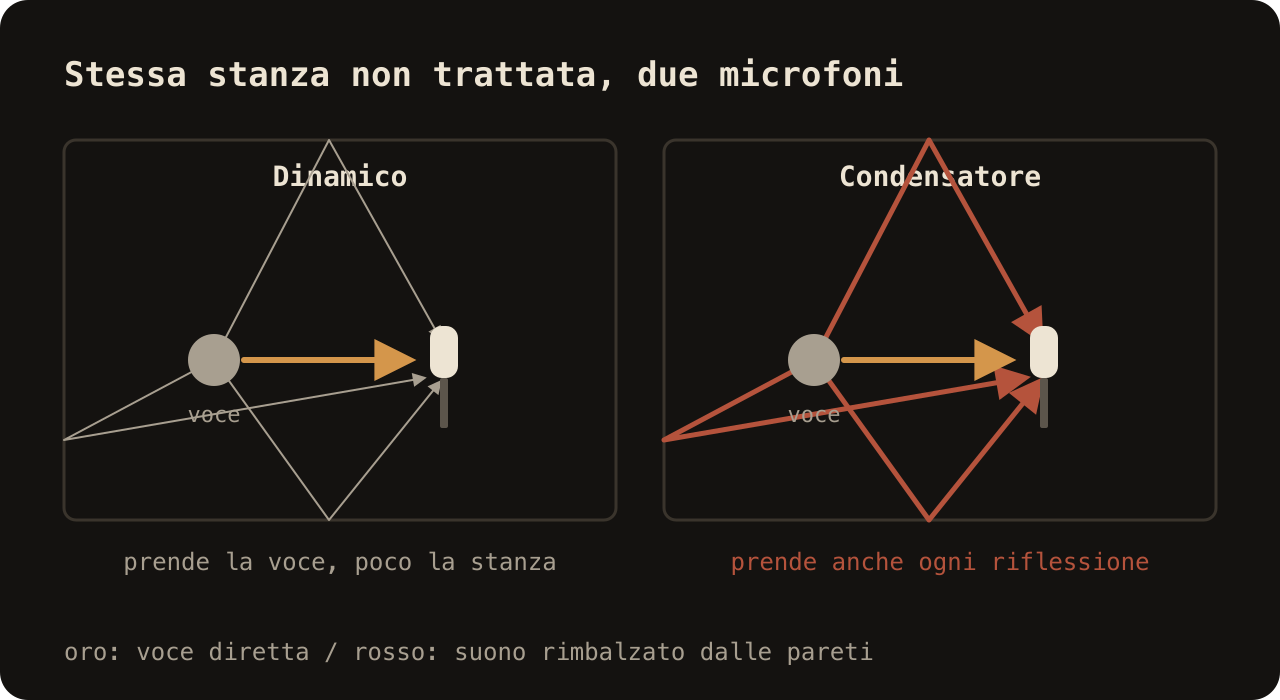 Stessa stanza non trattata, due microfoni
Dinamico
Condensatore
voce
voce
prende la voce, poco la stanza
prende anche ogni riflessione
oro: voce diretta / rosso: suono rimbalzato dalle pareti